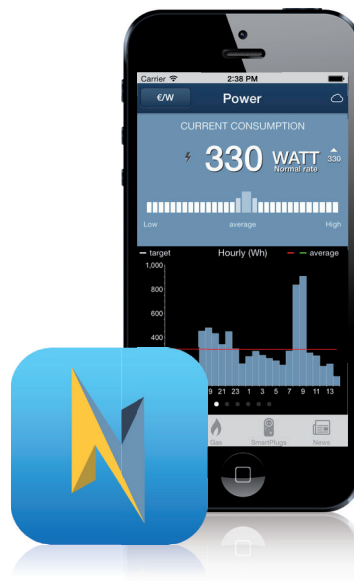 Carrier 2:38 PM
€/W Power
CURRENT CONSUMPTION
330 WATT 330
Normal rate
Low average High
target Hourly (Wh) average
1,000
800
600
400
9 21 23 1 3 5 7 9 11 13
Gas SmartPlugs News